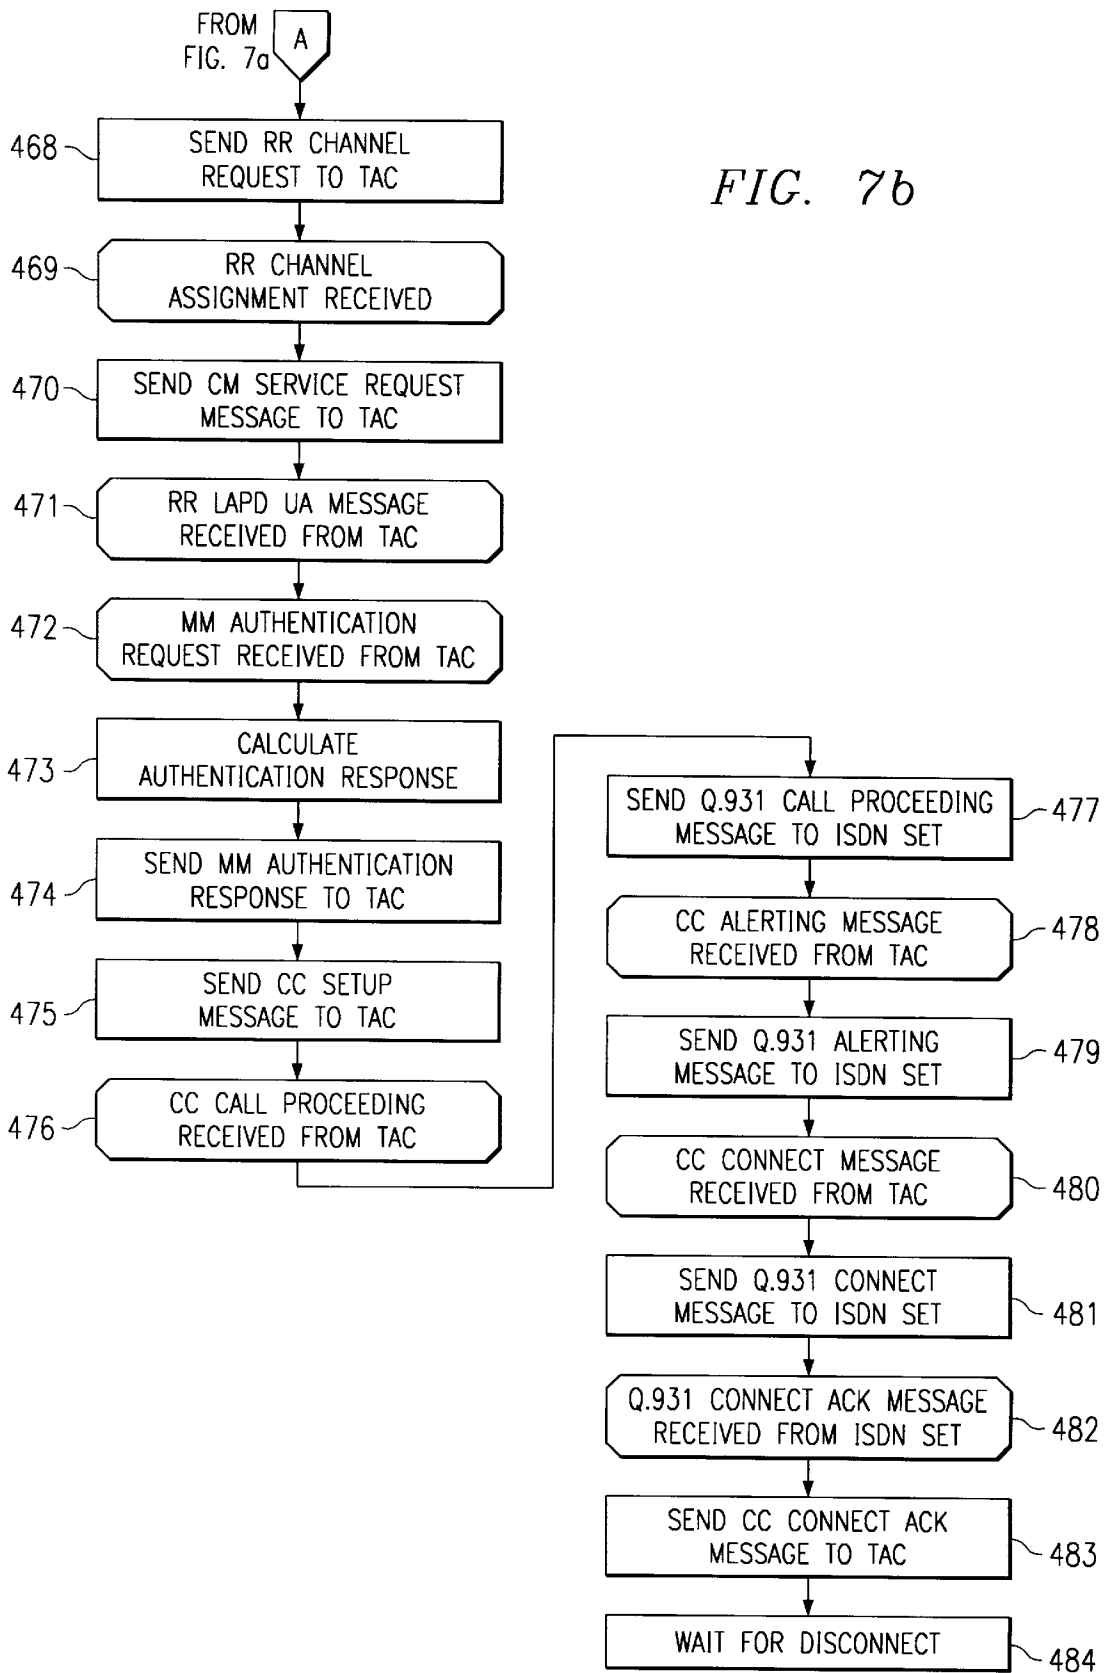 FROM
FIG. 7a
A
FIG. 7b
468
SEND RR CHANNEL
REQUEST TO TAC
469
RR CHANNEL
ASSIGNMENT RECEIVED
470
SEND CM SERVICE REQUEST
MESSAGE TO TAC
471
RR LAPD UA MESSAGE
RECEIVED FROM TAC
472
MM AUTHENTICATION
REQUEST RECEIVED FROM TAC
473
CALCULATE
AUTHENTICATION RESPONSE
474
SEND MM AUTHENTICATION
RESPONSE TO TAC
475
SEND CC SETUP
MESSAGE TO TAC
476
CC CALL PROCEEDING
RECEIVED FROM TAC
SEND Q.931 CALL PROCEEDING
MESSAGE TO ISDN SET
477
CC ALERTING MESSAGE
RECEIVED FROM TAC
478
SEND Q.931 ALERTING
MESSAGE TO ISDN SET
479
CC CONNECT MESSAGE
RECEIVED FROM TAC
480
SEND Q.931 CONNECT
MESSAGE TO ISDN SET
481
Q.931 CONNECT ACK MESSAGE
RECEIVED FROM ISDN SET
482
SEND CC CONNECT ACK
MESSAGE TO TAC
483
WAIT FOR DISCONNECT
484